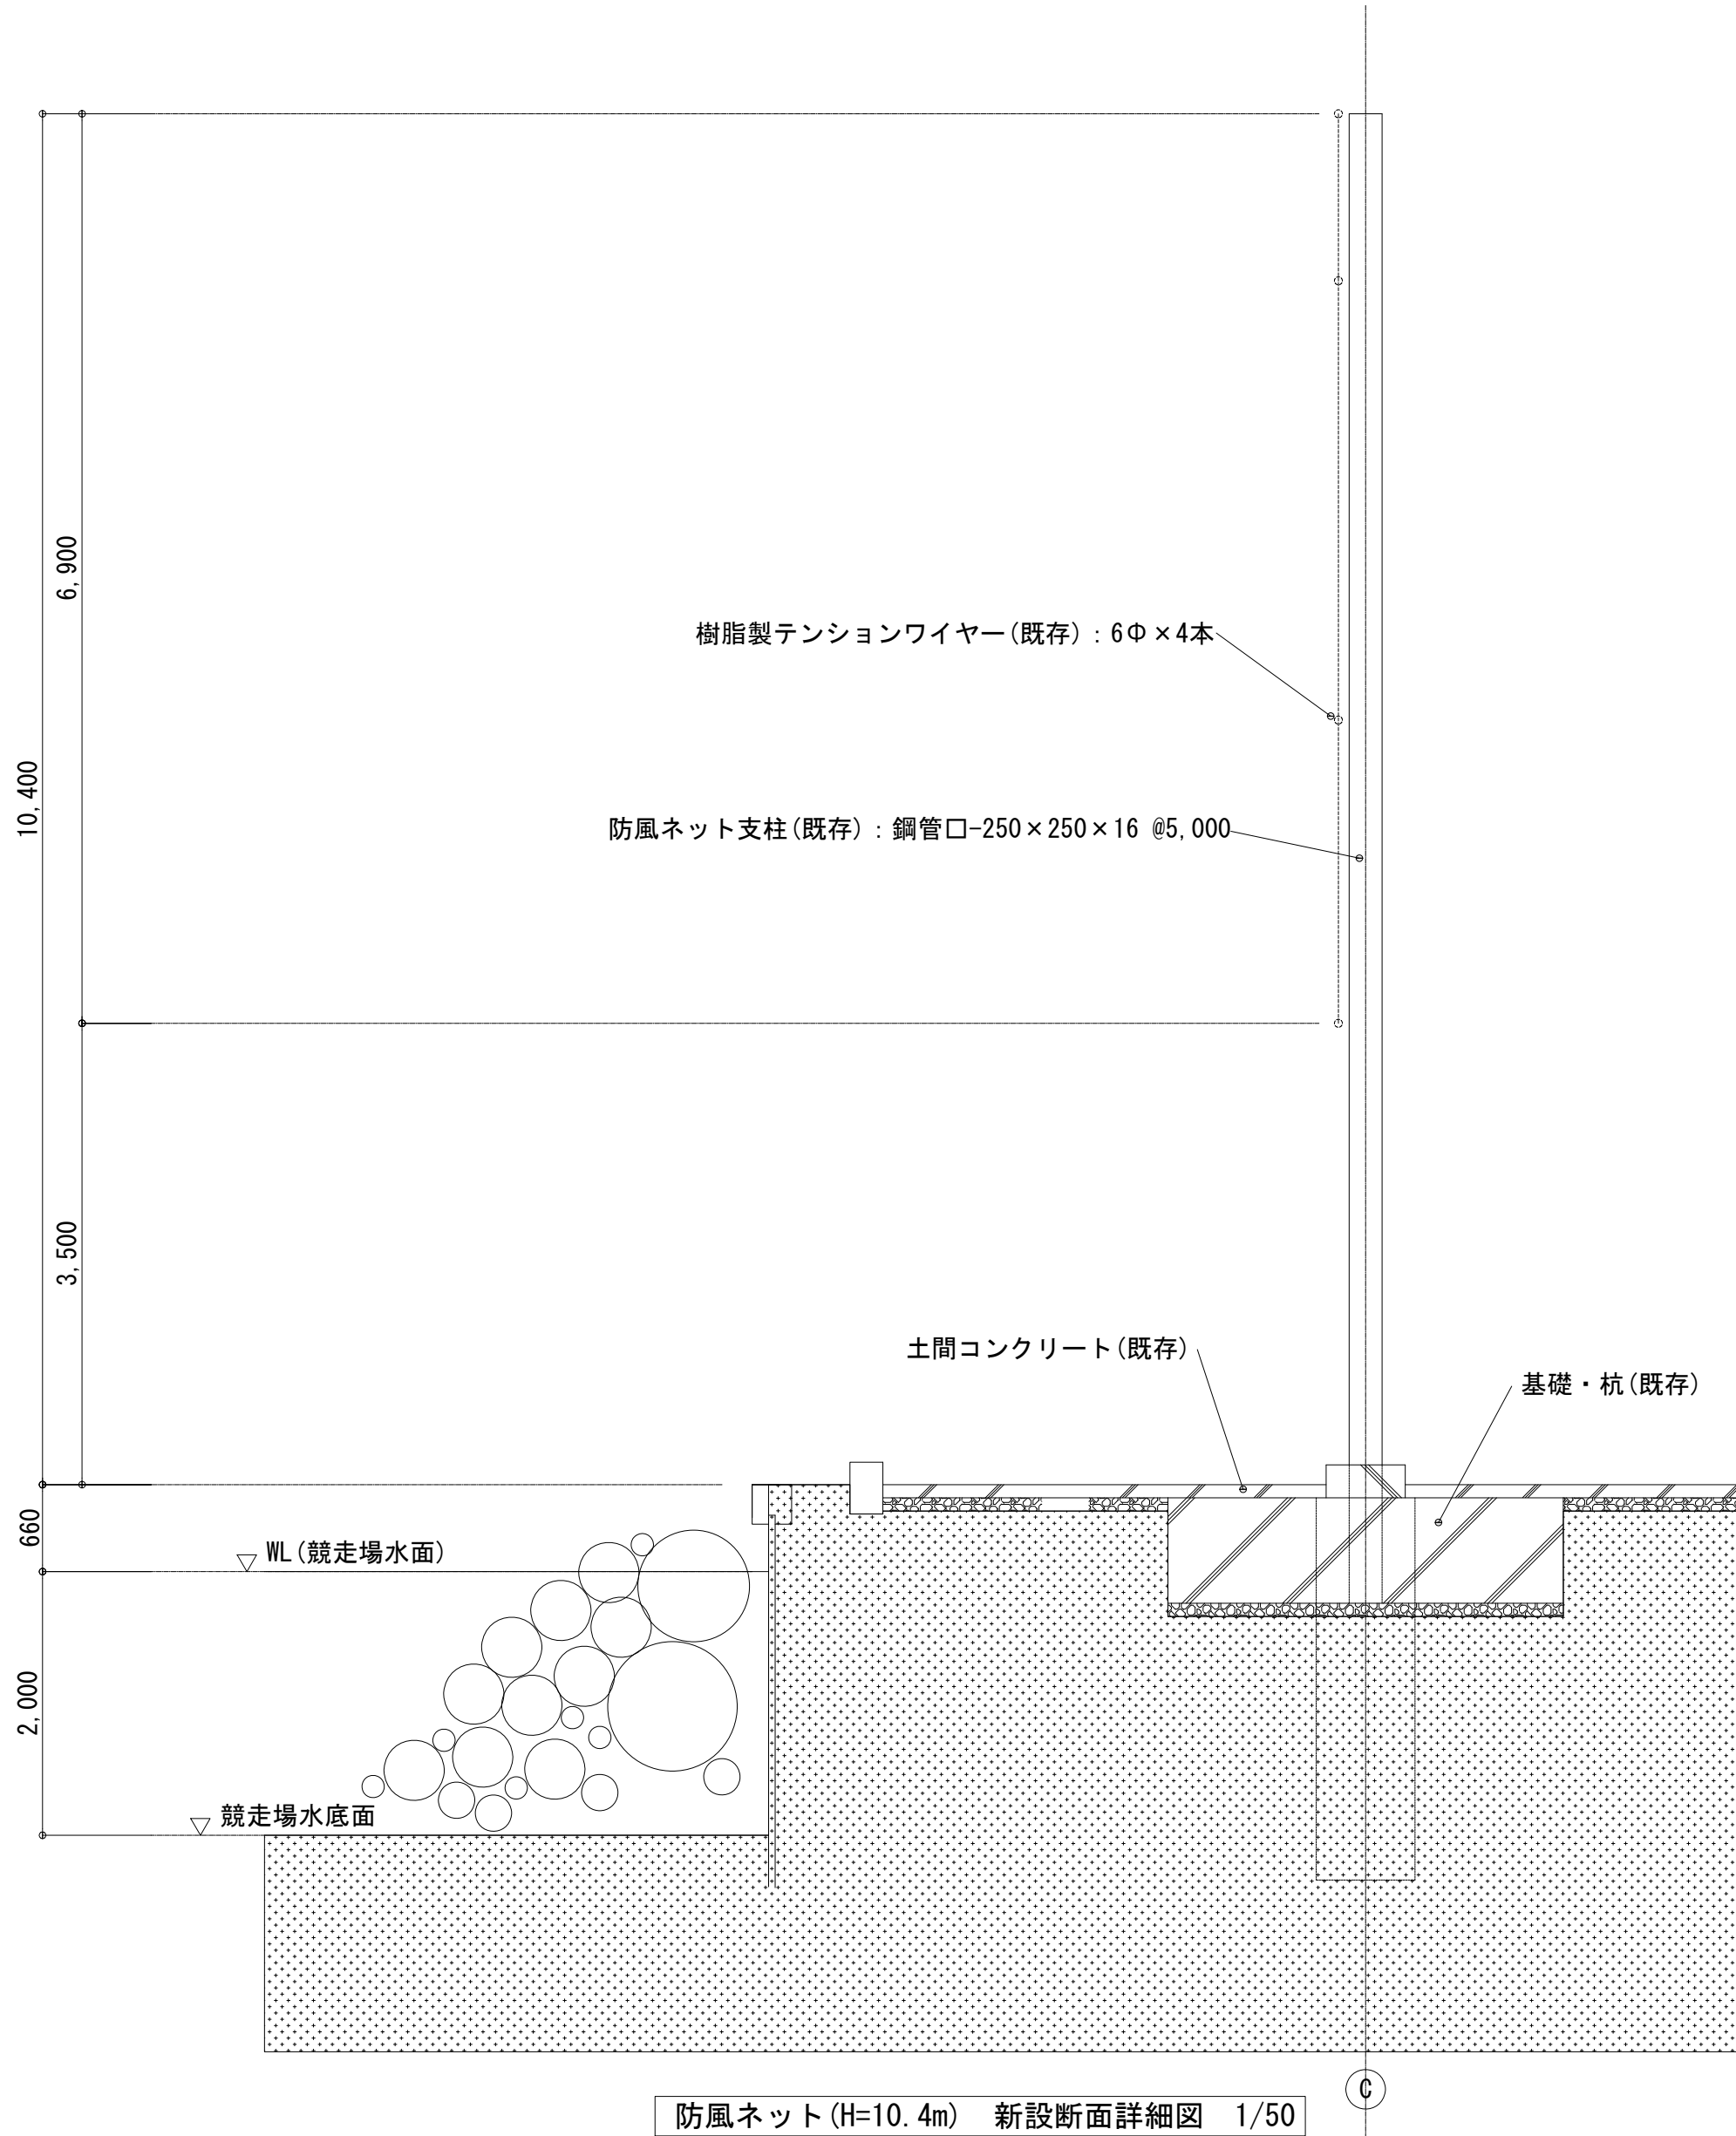 6,900
10,400
樹脂製テンションワイヤー(既存)：6Φ×4本
防風ネット支柱(既存)：鋼管□-250×250×16 @5,000
3,500
土間コンクリート(既存)
基礎・杭(既存)
660
WL(競走場水面)
2,000
競走場水底面
C
防風ネット(H=10.4m)　新設断面詳細図　1/50